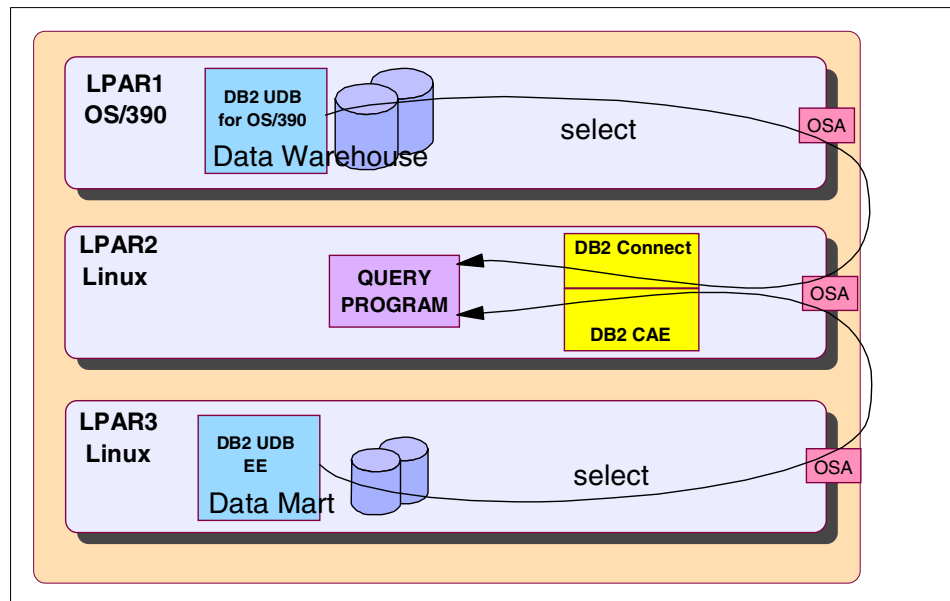 LPAR1
OS/390
DB2 UDB
for OS/390
Data Warehouse
select
OSA
LPAR2
Linux
QUERY
PROGRAM
DB2 Connect
DB2 CAE
OSA
LPAR3
Linux
DB2 UDB
EE
Data Mart
select
OSA